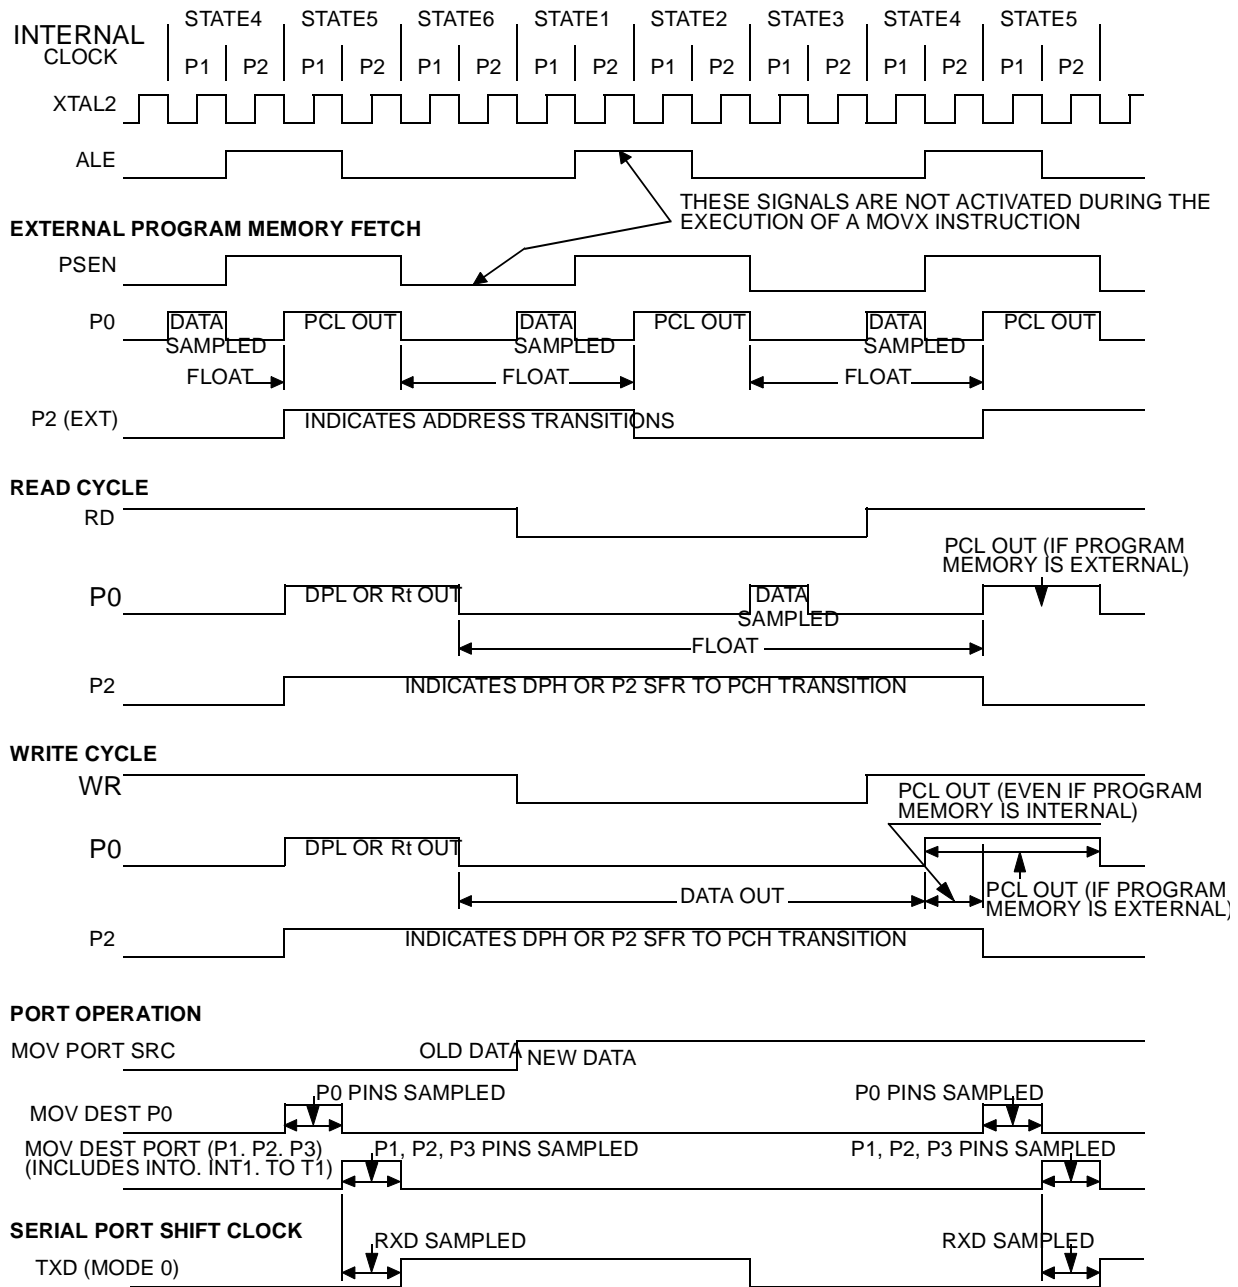 INTERNAL CLOCK
STATE4 STATE5 STATE6 STATE1 STATE2 STATE3 STATE4 STATE5
P1 P2 P1 P2 P1 P2 P1 P2 P1 P2 P1 P2 P1 P2 P1 P2
XTAL2
ALE
THESE SIGNALS ARE NOT ACTIVATED DURING THE
EXECUTION OF A MOVX INSTRUCTION
EXTERNAL PROGRAM MEMORY FETCH
PSEN
P0 DATA PCL OUT DATA PCL OUT DATA PCL OUT
SAMPLED SAMPLED SAMPLED
FLOAT FLOAT FLOAT
P2 (EXT) INDICATES ADDRESS TRANSITIONS
READ CYCLE
RD
PCL OUT (IF PROGRAM
MEMORY IS EXTERNAL)
P0 DPL OR Rt OUT DATA
SAMPLED
FLOAT
P2 INDICATES DPH OR P2 SFR TO PCH TRANSITION
WRITE CYCLE
WR
PCL OUT (EVEN IF PROGRAM
MEMORY IS INTERNAL)
P0 DPL OR Rt OUT
DATA OUT
PCL OUT (IF PROGRAM
MEMORY IS EXTERNAL)
P2 INDICATES DPH OR P2 SFR TO PCH TRANSITION
PORT OPERATION
MOV PORT SRC OLD DATA NEW DATA
P0 PINS SAMPLED P0 PINS SAMPLED
MOV DEST P0
MOV DEST PORT (P1. P2. P3) P1, P2, P3 PINS SAMPLED P1, P2, P3 PINS SAMPLED
(INCLUDES INTO. INT1. TO T1)
SERIAL PORT SHIFT CLOCK
RXD SAMPLED RXD SAMPLED
TXD (MODE 0)